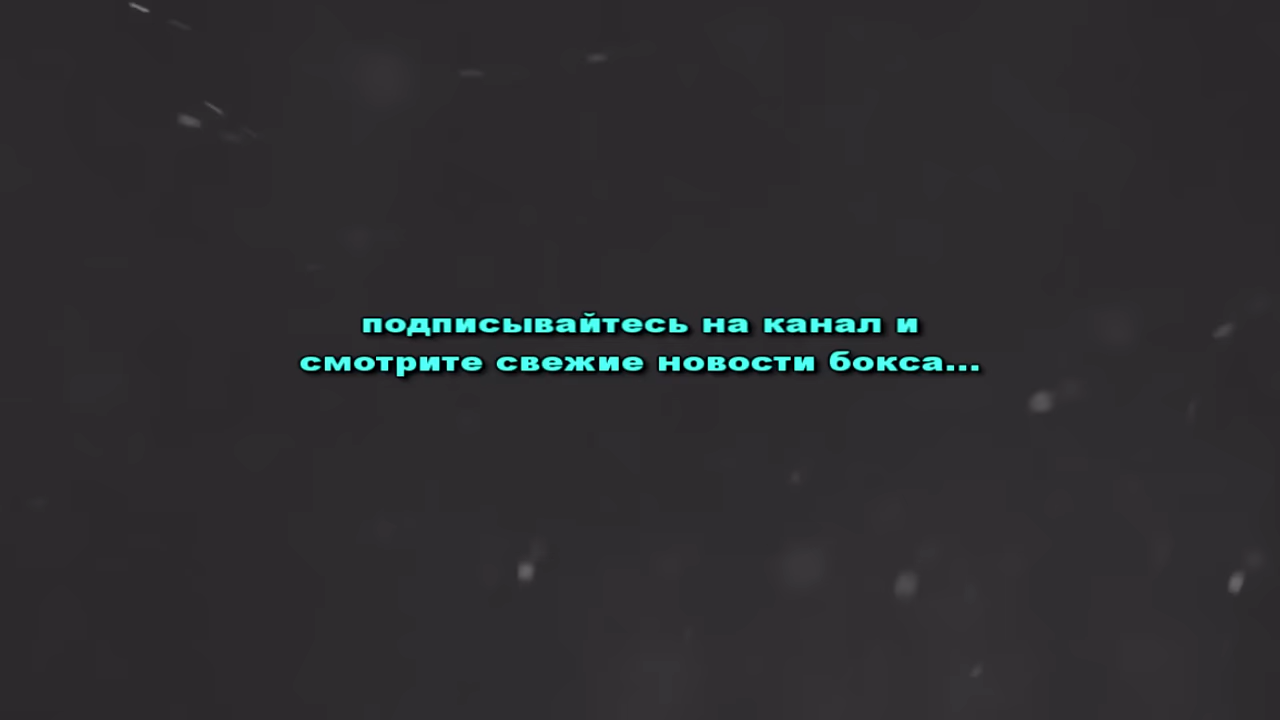 подписывайтесь на канал и
смотрите свежие новости бокса...